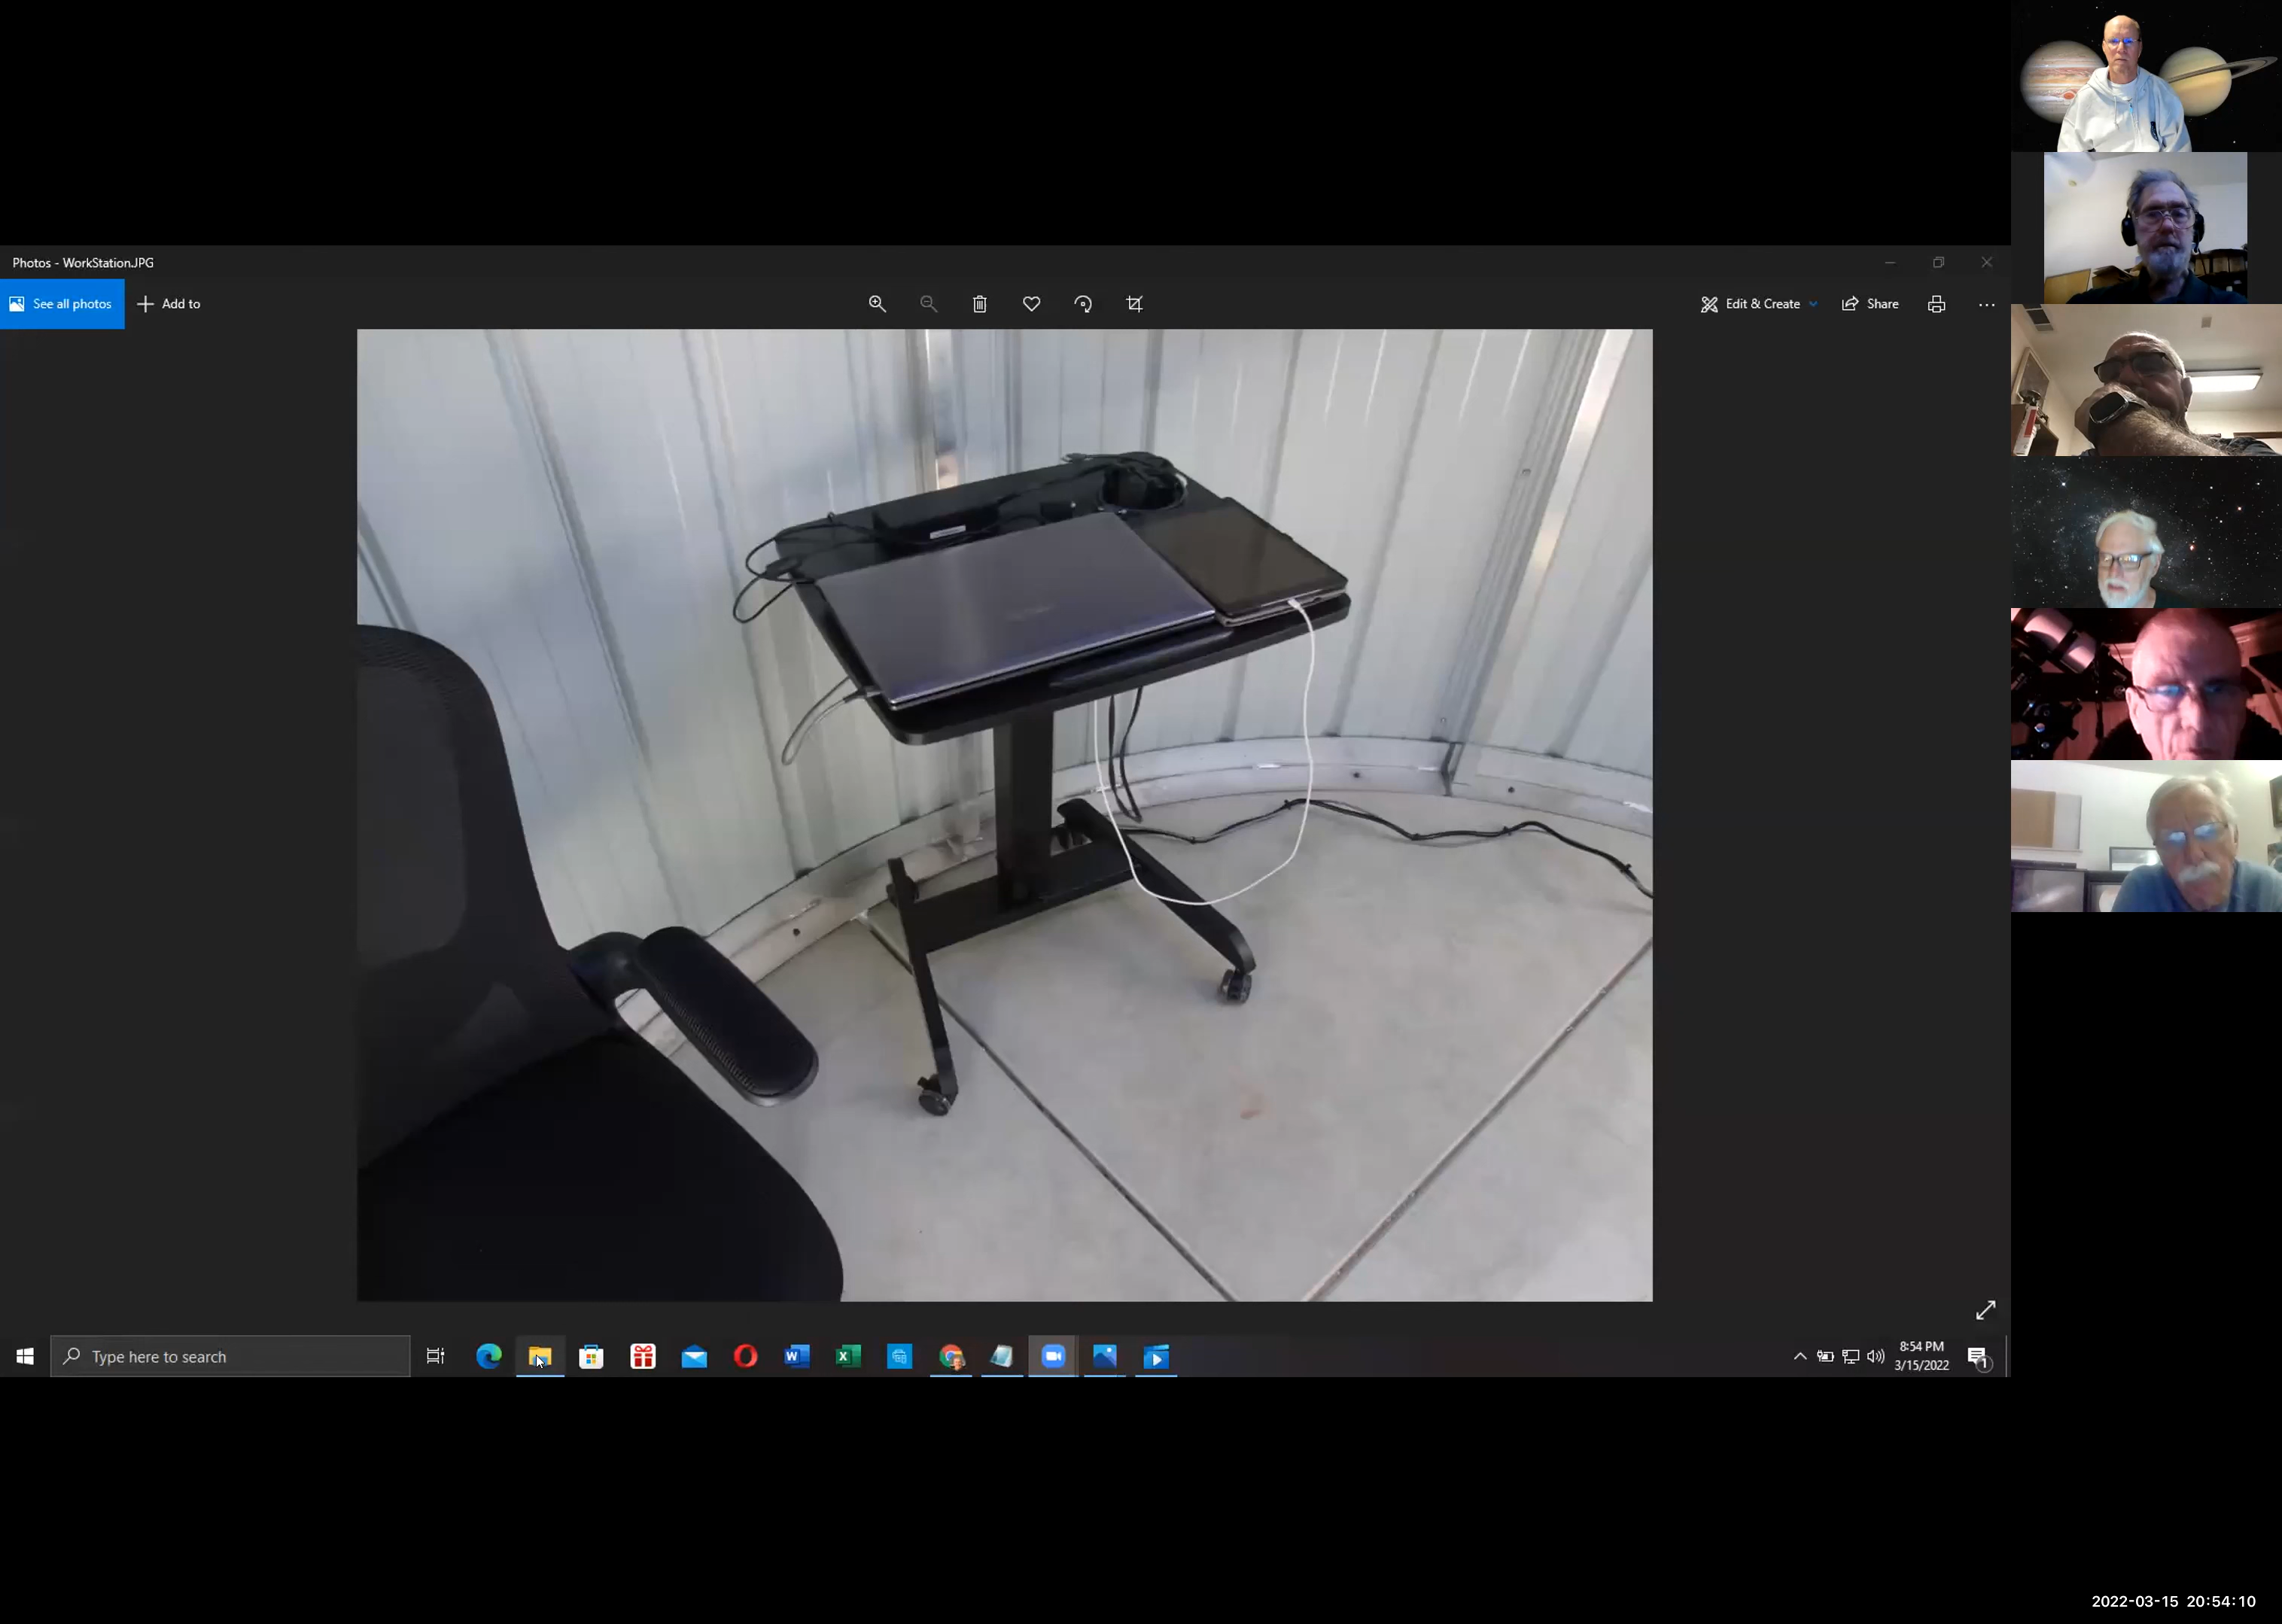 Photos - WorkStation.JPG
See all photos
Add to
Edit & Create
Share
Type here to search
8:54 PM
3/15/2022
1
2022-03-15 20:54:10